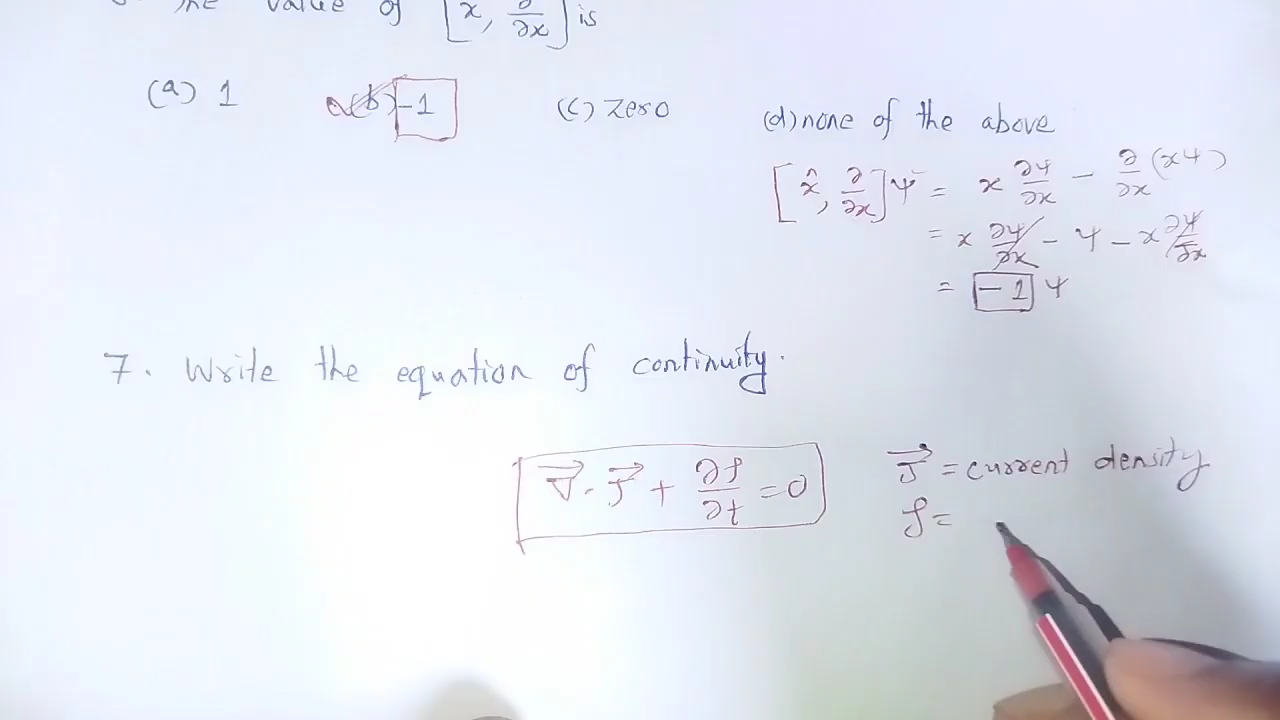 The value of [x, ∂/∂x] is
(a) 1 (b) -1 (c) zero (d) none of the above
[x̂, ∂/∂x]ψ = x ∂ψ/∂x - ∂/∂x (xψ)
= x ∂ψ/∂x - ψ - x ∂ψ/∂x
= -1 ψ
7. Write the equation of continuity.
∇⃗·J⃗ + ∂ρ/∂t = 0
J⃗ = current density
ρ =